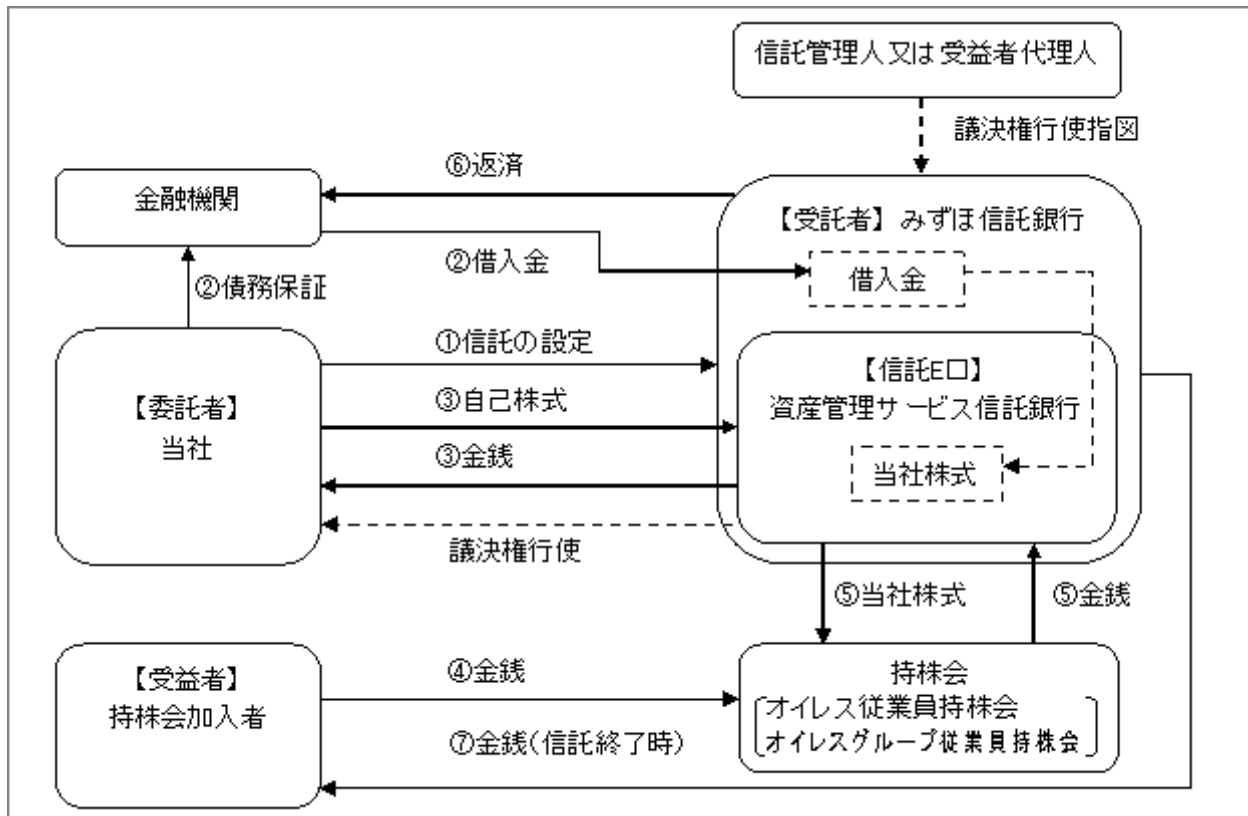 信託管理人又は受益者代理人
議決権行使指図
⑥返済
金融機関
【受託者】みずほ信託銀行
②借入金
借入金
②債務保証
①信託の設定
【信託E口】
【委託者】
当社
③自己株式
資産管理サービス信託銀行
③金銭
当社株式
議決権行使
⑤当社株式
⑤金銭
【受益者】
持株会加入者
④金銭
持株会
オイレス従業員持株会
オイレスグループ従業員持株会
⑦金銭(信託終了時)